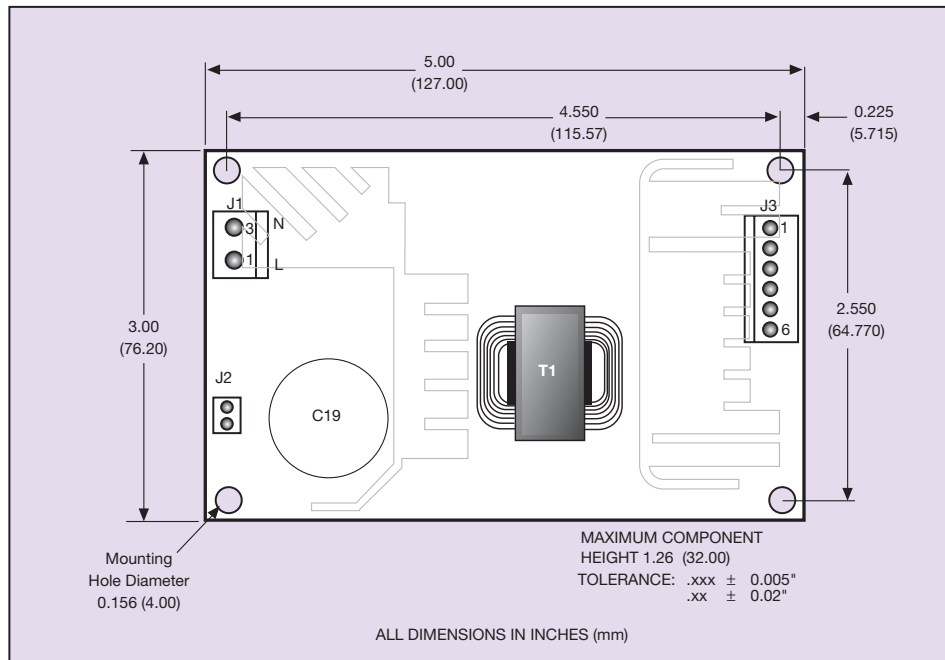 5.00
(127.00)
4.550
(115.57)
0.225
(5.715)
J1
3 N
1 L
J3
1
6
3.00
(76.20)
2.550
(64.770)
T1
J2
C19
Mounting
Hole Diameter
0.156 (4.00)
MAXIMUM COMPONENT
HEIGHT 1.26 (32.00)
TOLERANCE: .xxx ± 0.005"
.xx ± 0.02"
ALL DIMENSIONS IN INCHES (mm)